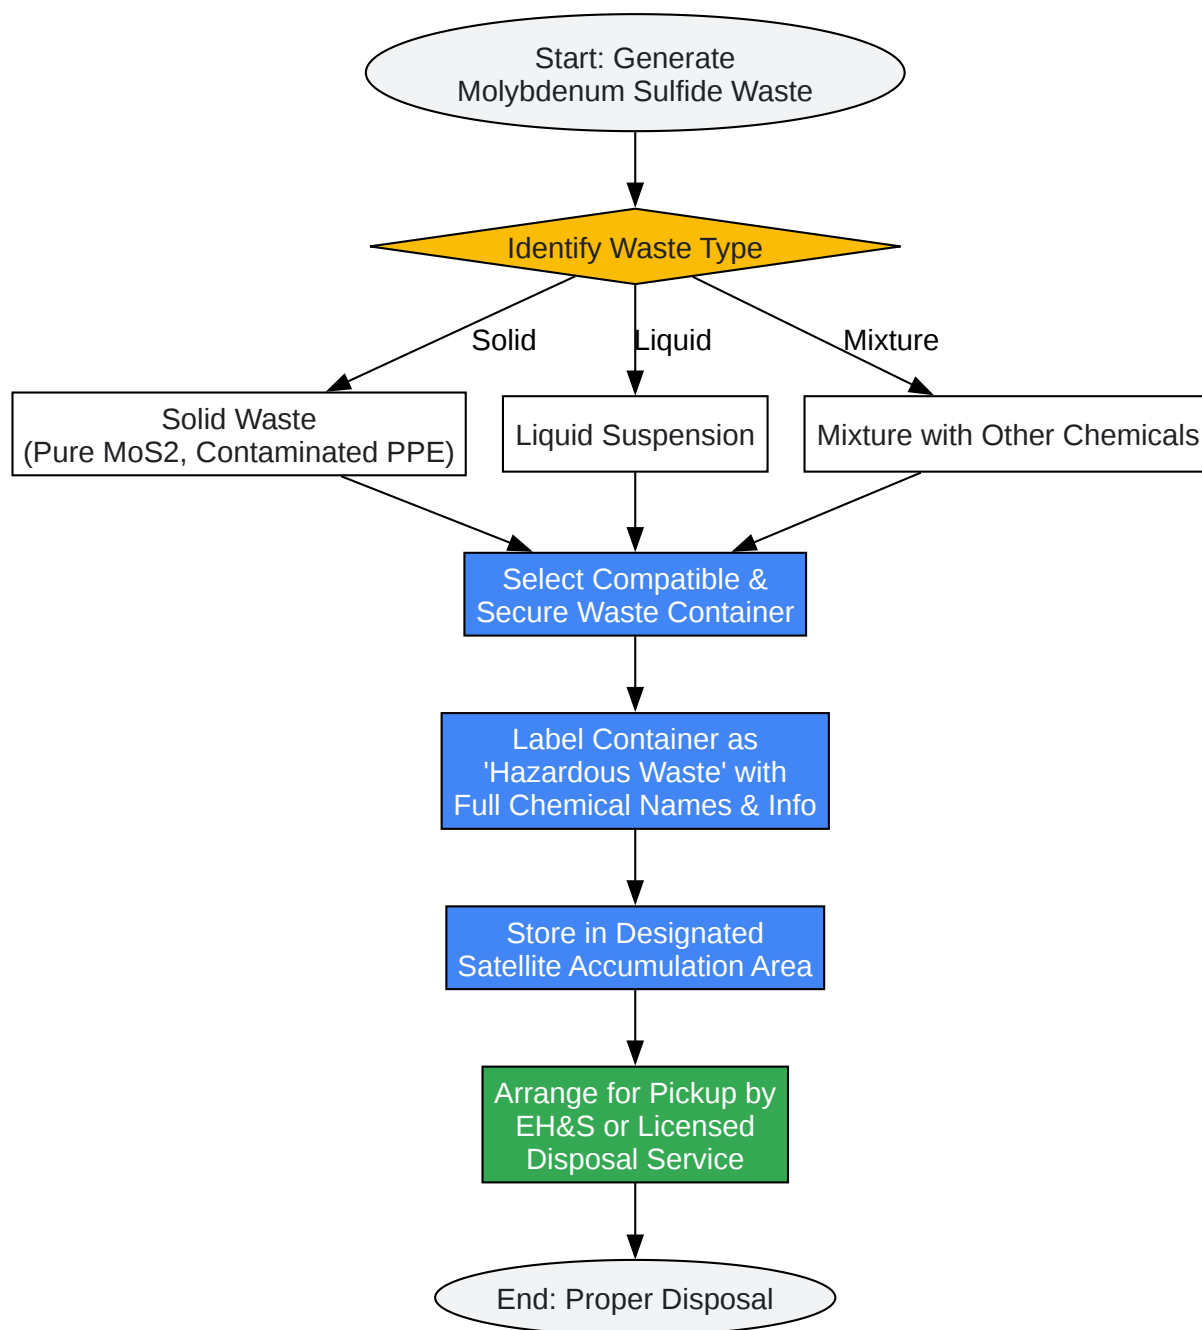 Start: Generate
Molybdenum Sulfide Waste
Identify Waste Type
Solid
Liquid
Mixture
Solid Waste
(Pure MoS2, Contaminated PPE)
Liquid Suspension
Mixture with Other Chemicals
Select Compatible &
Secure Waste Container
Label Container as
'Hazardous Waste' with
Full Chemical Names & Info
Store in Designated
Satellite Accumulation Area
Arrange for Pickup by
EH&S or Licensed
Disposal Service
End: Proper Disposal